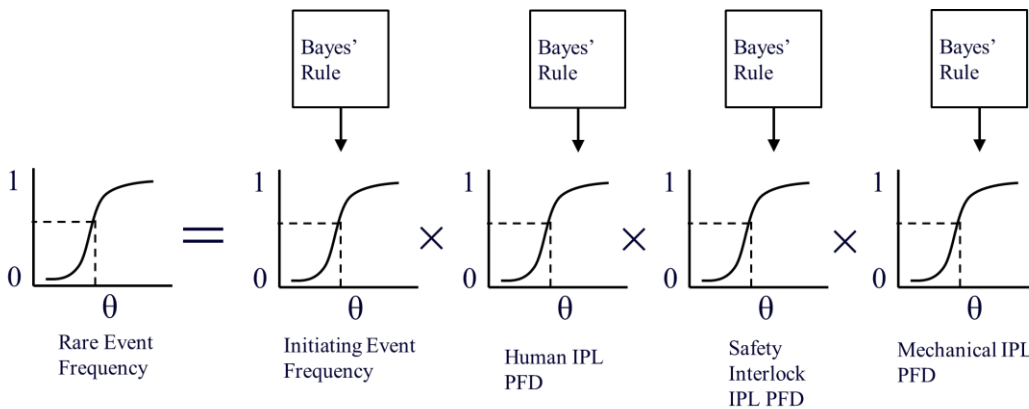 Bayes'
Rule
Bayes'
Rule
Bayes'
Rule
Bayes'
Rule
1
0
θ
=
1
0
θ
×
1
0
θ
×
1
0
θ
×
1
0
θ
Rare Event
Frequency
Initiating Event
Frequency
Human IPL
PFD
Safety
Interlock
IPL PFD
Mechanical IPL
PFD